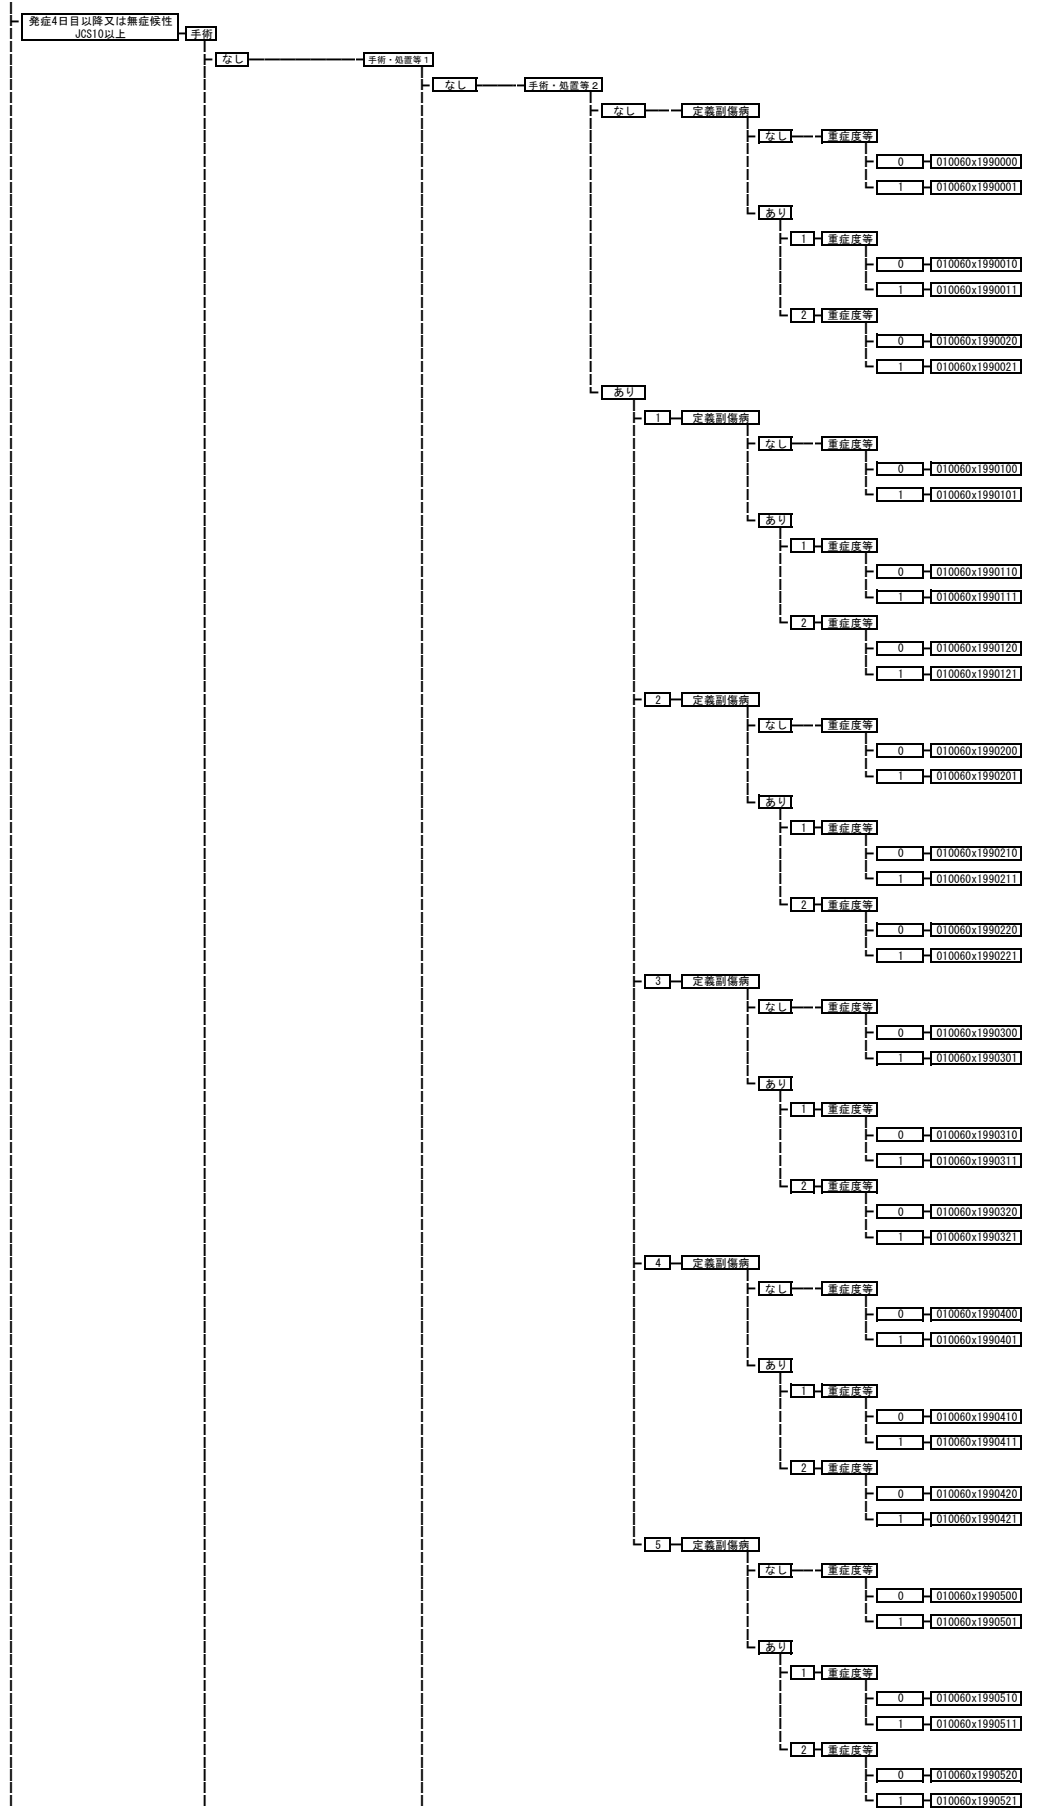 発症4日目以降又は無症候性
JCS10以上
手術
なし 手術・処置等1
なし 手術・処置等2
なし 定義副傷病
なし 重症度等
0 010060x1990000
1 010060x1990001
あり
1 重症度等
0 010060x1990010
1 010060x1990011
2 重症度等
0 010060x1990020
1 010060x1990021
あり
1 定義副傷病
なし 重症度等
0 010060x1990100
1 010060x1990101
あり
1 重症度等
0 010060x1990110
1 010060x1990111
2 重症度等
0 010060x1990120
1 010060x1990121
2 定義副傷病
なし 重症度等
0 010060x1990200
1 010060x1990201
あり
1 重症度等
0 010060x1990210
1 010060x1990211
2 重症度等
0 010060x1990220
1 010060x1990221
3 定義副傷病
なし 重症度等
0 010060x1990300
1 010060x1990301
あり
1 重症度等
0 010060x1990310
1 010060x1990311
2 重症度等
0 010060x1990320
1 010060x1990321
4 定義副傷病
なし 重症度等
0 010060x1990400
1 010060x1990401
あり
1 重症度等
0 010060x1990410
1 010060x1990411
2 重症度等
0 010060x1990420
1 010060x1990421
5 定義副傷病
なし 重症度等
0 010060x1990500
1 010060x1990501
あり
1 重症度等
0 010060x1990510
1 010060x1990511
2 重症度等
0 010060x1990520
1 010060x1990521